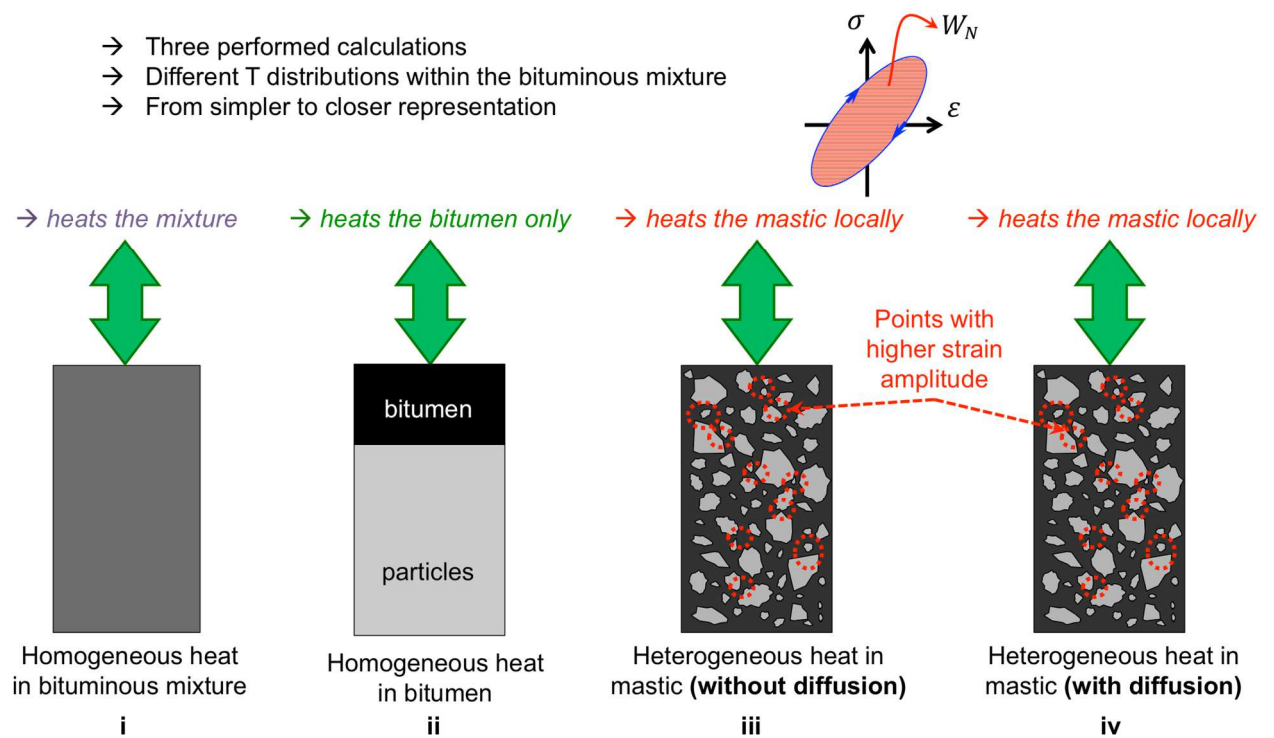 → Three performed calculations
→ Different T distributions within the bituminous mixture
→ From simpler to closer representation
σ
W_N
ε
→ heats the mixture
→ heats the bitumen only
→ heats the mastic locally
→ heats the mastic locally
Points with
higher strain
amplitude
bitumen
particles
Homogeneous heat
in bituminous mixture
i
Homogeneous heat
in bitumen
ii
Heterogeneous heat in
mastic (without diffusion)
iii
Heterogeneous heat in
mastic (with diffusion)
iv